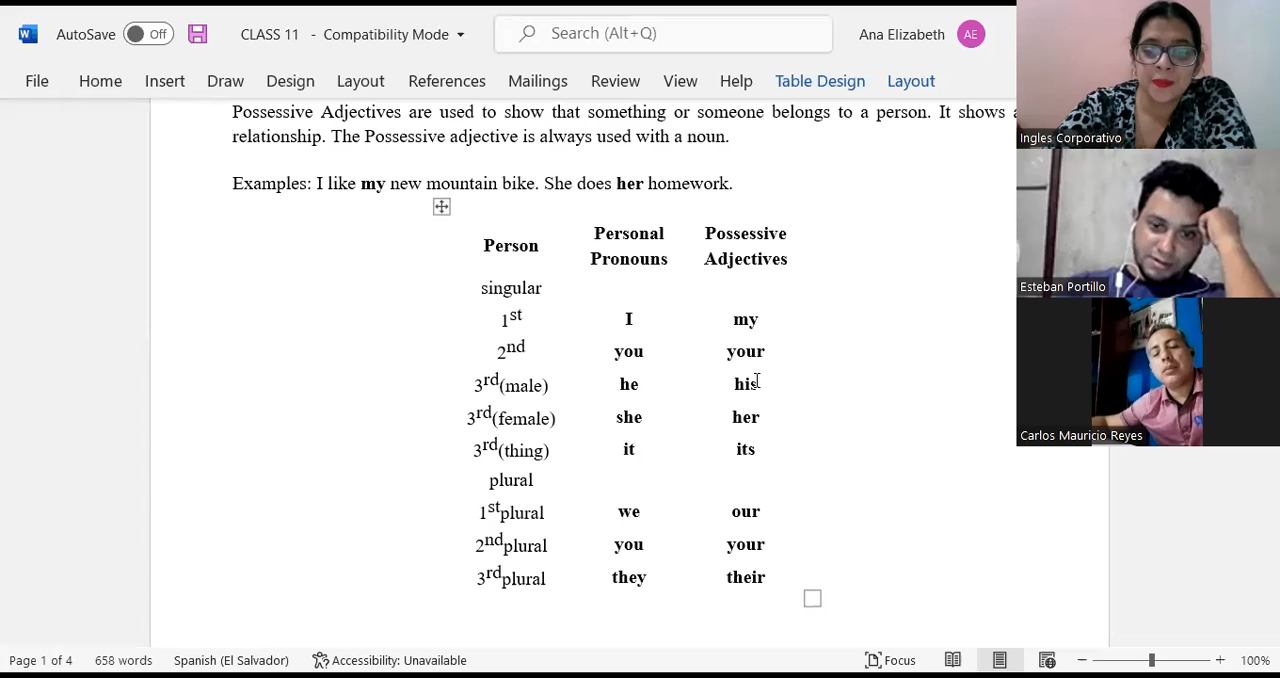 AutoSave Off CLASS 11 - Compatibility Mode Search (Alt+Q) Ana Elizabeth AE
File Home Insert Draw Design Layout References Mailings Review View Help Table Design Layout
Possessive Adjectives are used to show that something or someone belongs to a person. It shows a
relationship. The Possessive adjective is always used with a noun.
Examples: I like my new mountain bike. She does her homework.
Person Personal Pronouns Possessive Adjectives
singular
1st I my
2nd you your
3rd(male) he his
3rd(female) she her
3rd(thing) it its
plural
1stplural we our
2ndplural you your
3rdplural they their
Ingles Corporativo
Esteban Portillo
Carlos Mauricio Reyes
Page 1 of 4 658 words Spanish (El Salvador) Accessibility: Unavailable Focus 100%